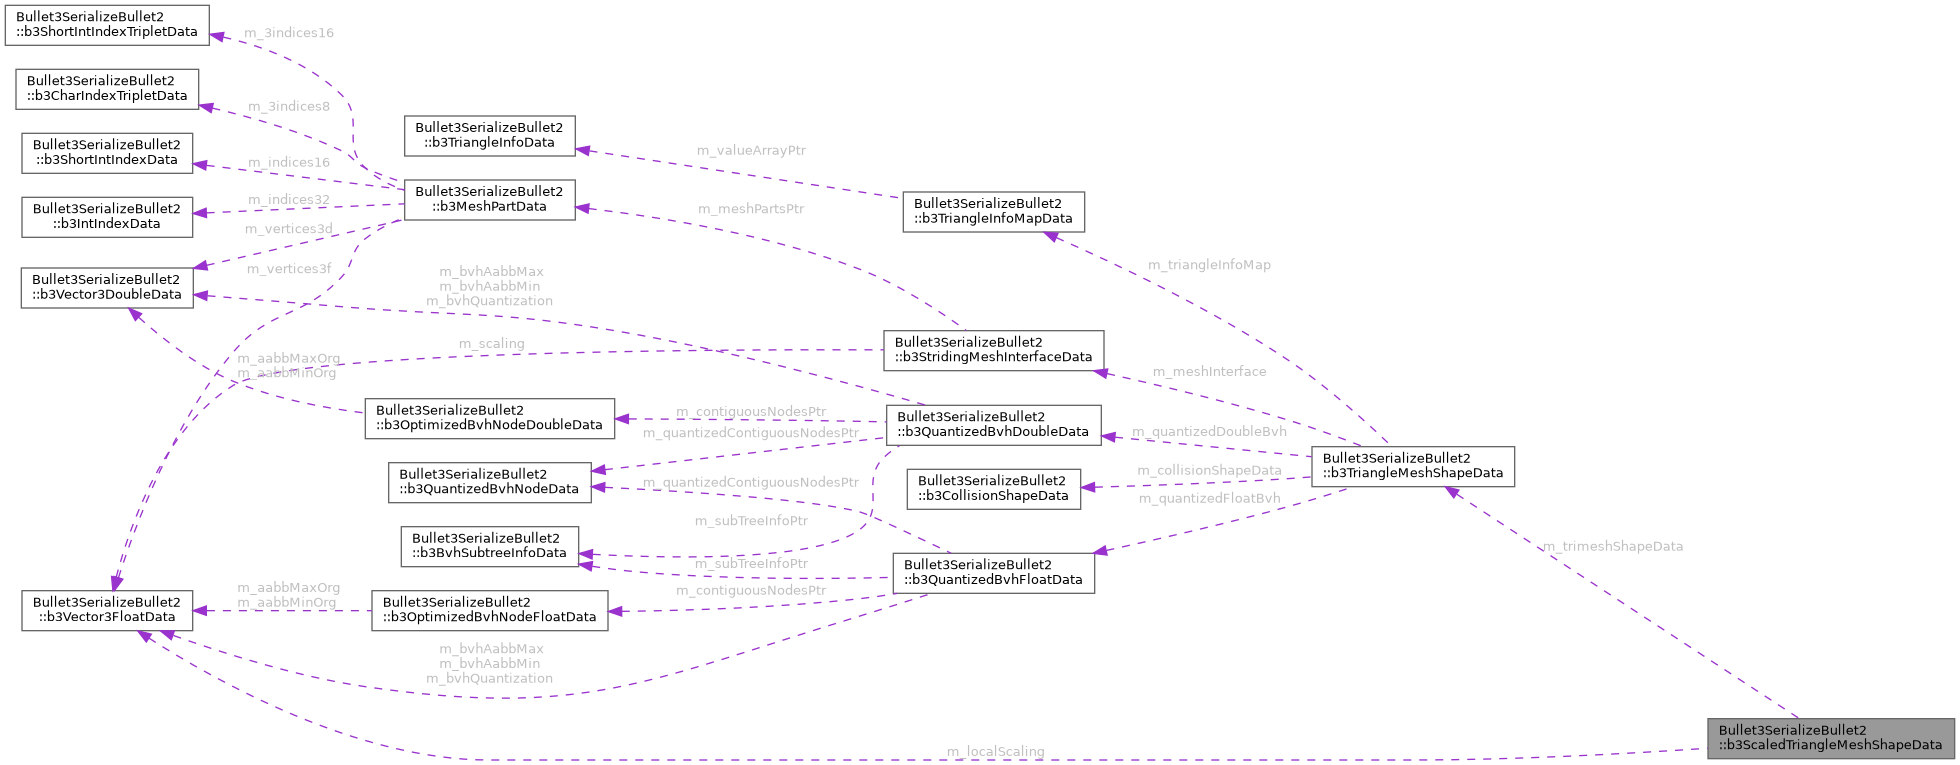 Bullet3SerializeBullet2
::b3ShortIntIndexTripletData
m_3indices16
Bullet3SerializeBullet2
::b3CharIndexTripletData
m_3indices8
Bullet3SerializeBullet2
::b3ShortIntIndexData
m_indices16
Bullet3SerializeBullet2
::b3IntIndexData
m_indices32
m_vertices3d
m_vertices3f
Bullet3SerializeBullet2
::b3Vector3DoubleData
Bullet3SerializeBullet2
::b3TriangleInfoData
Bullet3SerializeBullet2
::b3MeshPartData
m_valueArrayPtr
m_meshPartsPtr
Bullet3SerializeBullet2
::b3TriangleInfoMapData
m_triangleInfoMap
m_bvhAabbMax
m_bvhAabbMin
m_bvhQuantization
m_scaling
m_aabbMaxOrg
m_aabbMinOrg
Bullet3SerializeBullet2
::b3StridingMeshInterfaceData
m_meshInterface
Bullet3SerializeBullet2
::b3OptimizedBvhNodeDoubleData
m_contiguousNodesPtr
m_quantizedContiguousNodesPtr
Bullet3SerializeBullet2
::b3QuantizedBvhDoubleData
m_quantizedDoubleBvh
Bullet3SerializeBullet2
::b3TriangleMeshShapeData
Bullet3SerializeBullet2
::b3QuantizedBvhNodeData
m_quantizedContiguousNodesPtr
Bullet3SerializeBullet2
::b3CollisionShapeData
m_collisionShapeData
m_quantizedFloatBvh
Bullet3SerializeBullet2
::b3BvhSubtreeInfoData
m_subTreeInfoPtr
m_subTreeInfoPtr
m_contiguousNodesPtr
Bullet3SerializeBullet2
::b3QuantizedBvhFloatData
m_trimeshShapeData
Bullet3SerializeBullet2
::b3Vector3FloatData
m_aabbMaxOrg
m_aabbMinOrg
Bullet3SerializeBullet2
::b3OptimizedBvhNodeFloatData
m_bvhAabbMax
m_bvhAabbMin
m_bvhQuantization
m_localScaling
Bullet3SerializeBullet2
::b3ScaledTriangleMeshShapeData